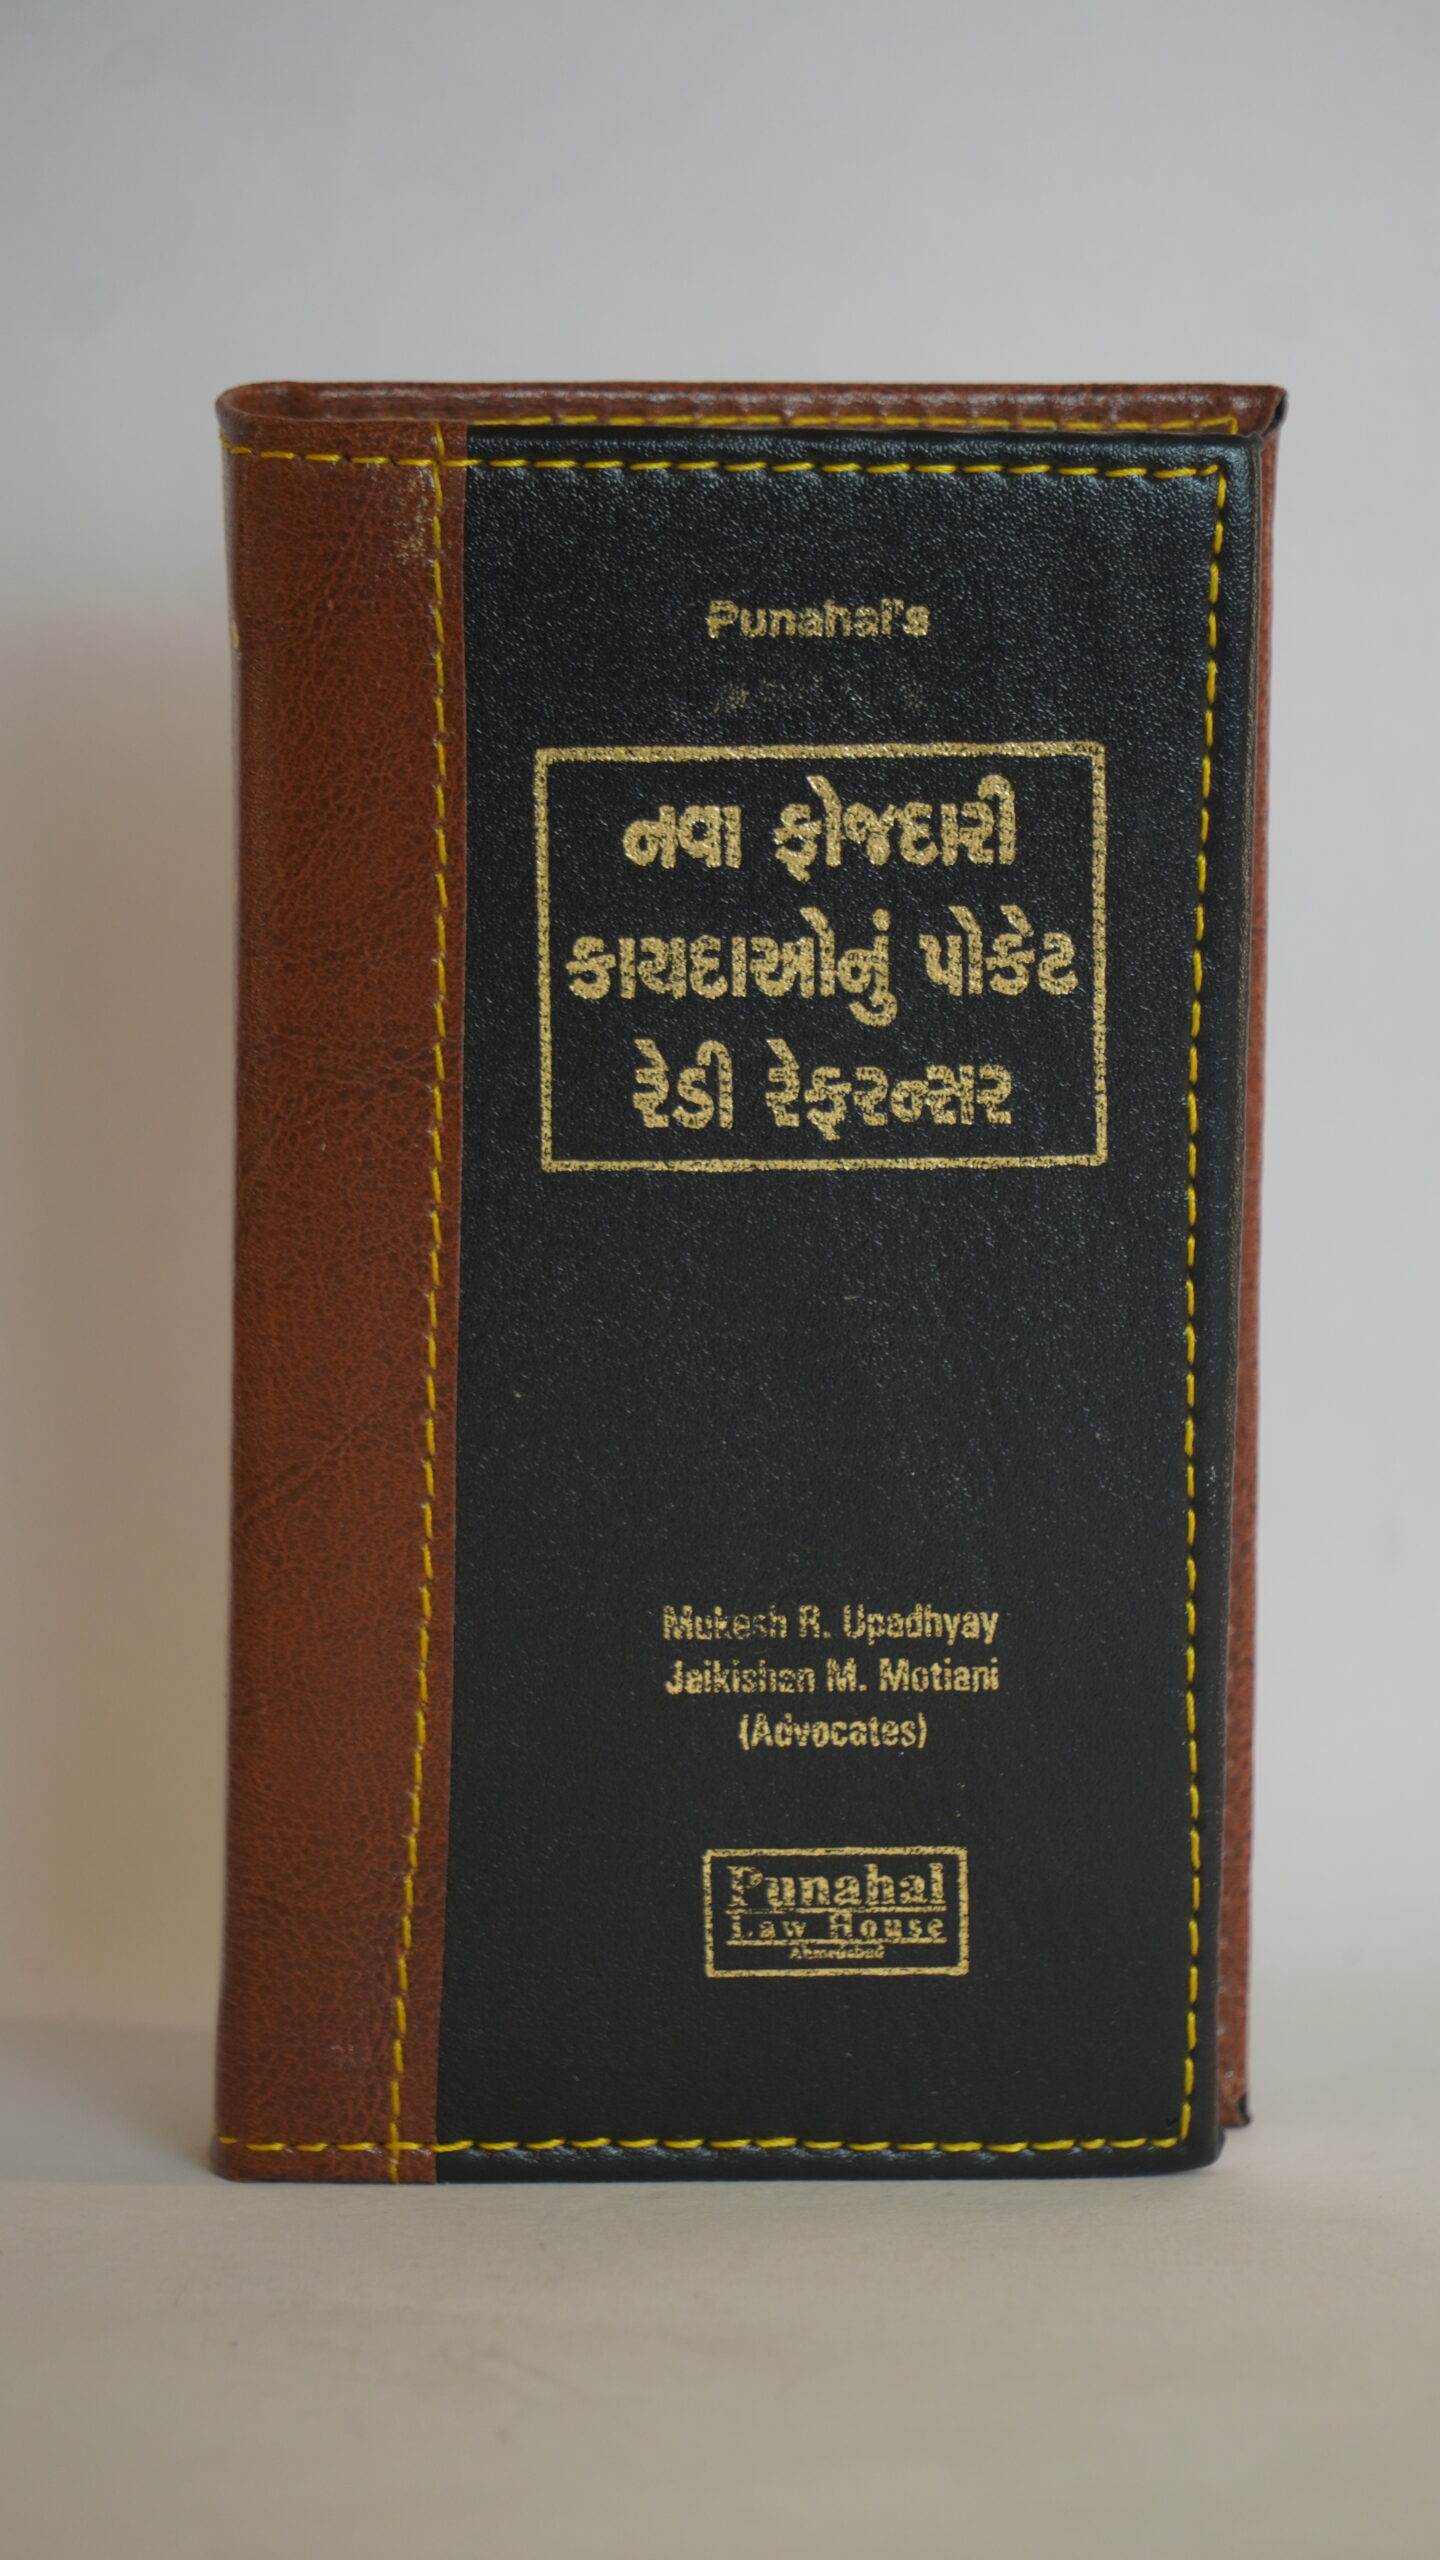 Punahal's
નવા ફોજદારી
કાયદાઓનું પોકેટ
રેડી રેફરન્સર
Mukesh R. Upadhyay
Jaikishan M. Motiani
(Advocates)
Punahal
Law House
Ahmedabad